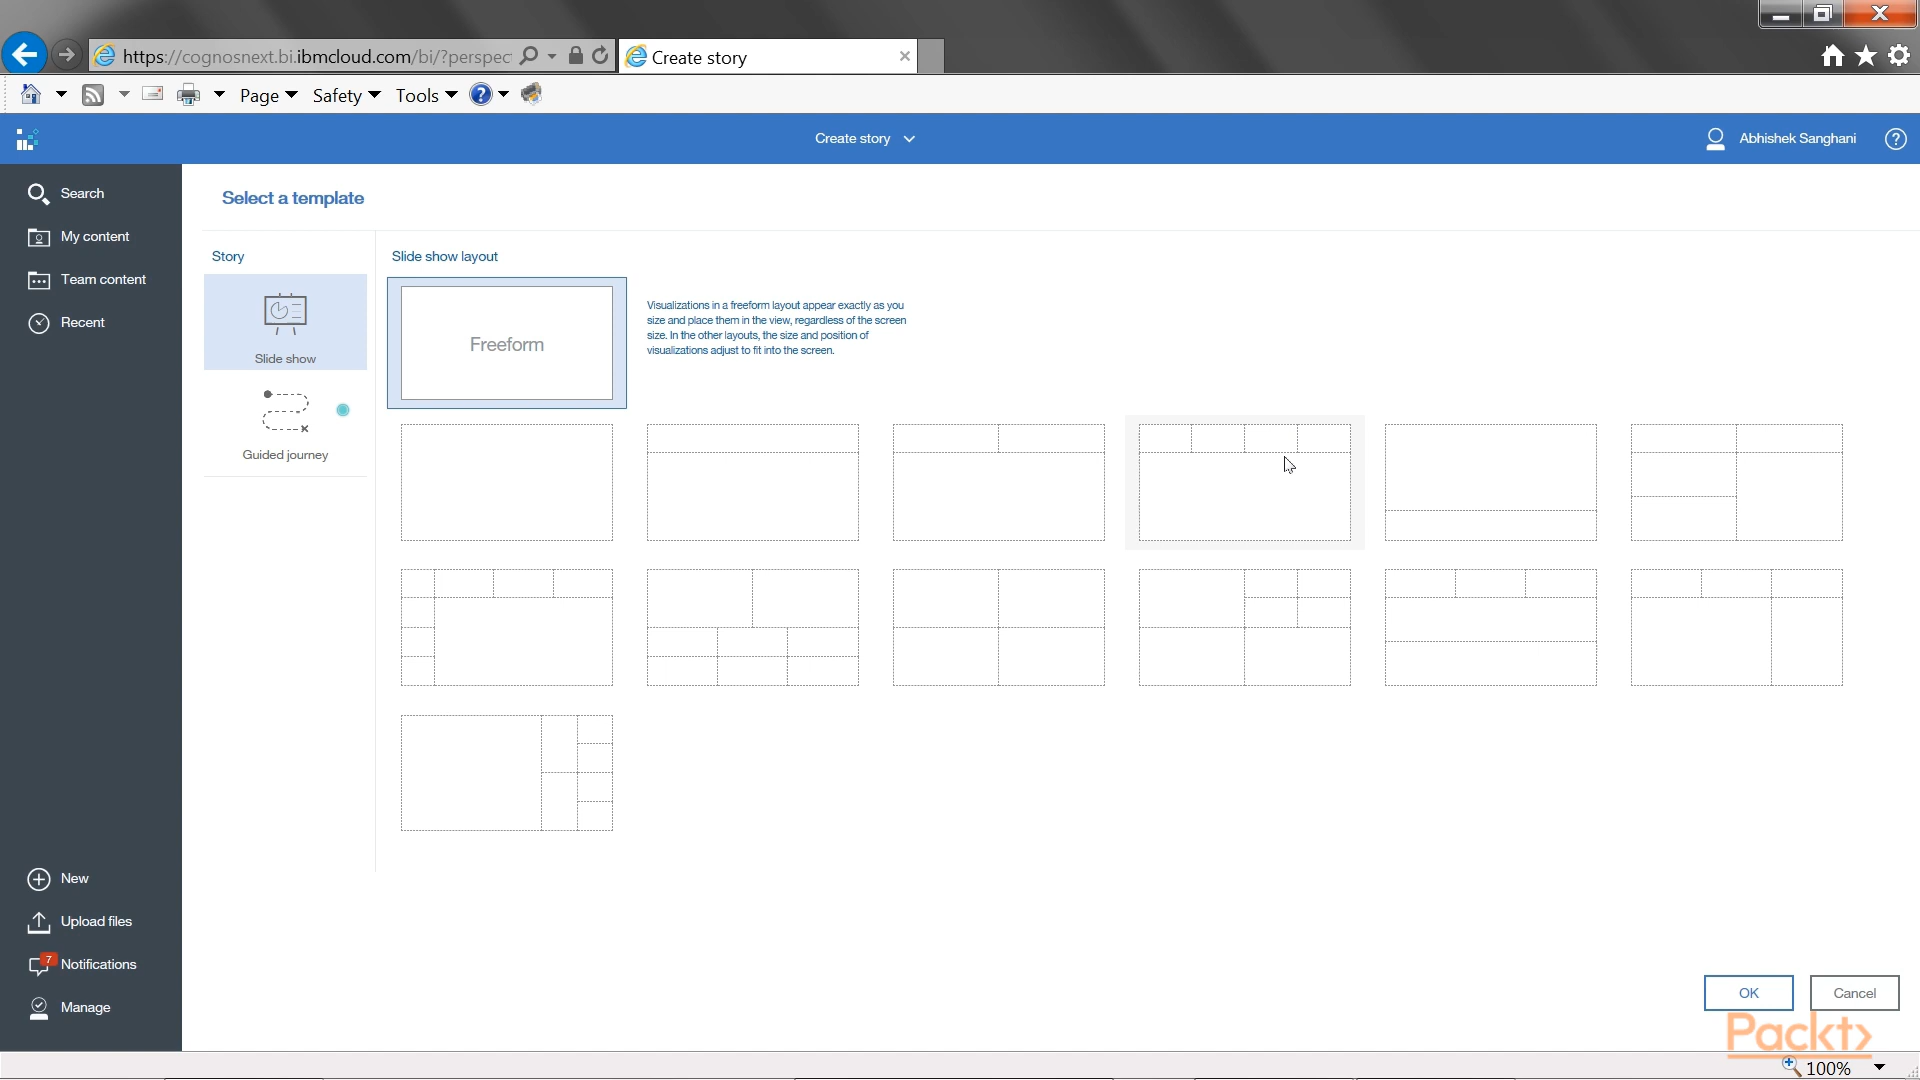 https://cognosnext.bi.ibmcloud.com/bi/?perspec
Create story
Page
Safety
Tools
Create story
Abhishek Sanghani
Search
My content
Team content
Recent
Select a template
Story
Slide show
Guided journey
Slide show layout
Freeform
Visualizations in a freeform layout appear exactly as you
size and place them in the view, regardless of the screen
size. In the other layouts, the size and position of
visualizations adjust to fit into the screen.
New
Upload files
7
Notifications
Manage
OK
Cancel
Packt>
100%